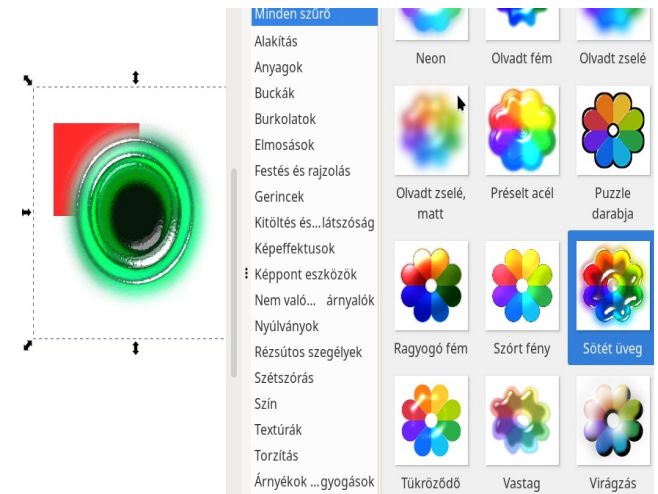 Minden szűrő
Alakítás
Anyagok
Buckák
Burkolatok
Elmosások
Festés és rajzolás
Gerincek
Kitöltés és...látszóság
Képeffektusok
Képpont eszközök
Nem való... árnyalók
Nyúlványok
Rézsútos szegélyek
Szétszórás
Szín
Textúrák
Torzítás
Árnyékok ...gyogások
Neon
Olvadt fém
Olvadt zselé
Olvadt zselé,
matt
Préselt acél
Puzzle
darabja
Ragyogó fém
Szórt fény
Sötét üveg
Tükröződő
Vastag
Virágzás